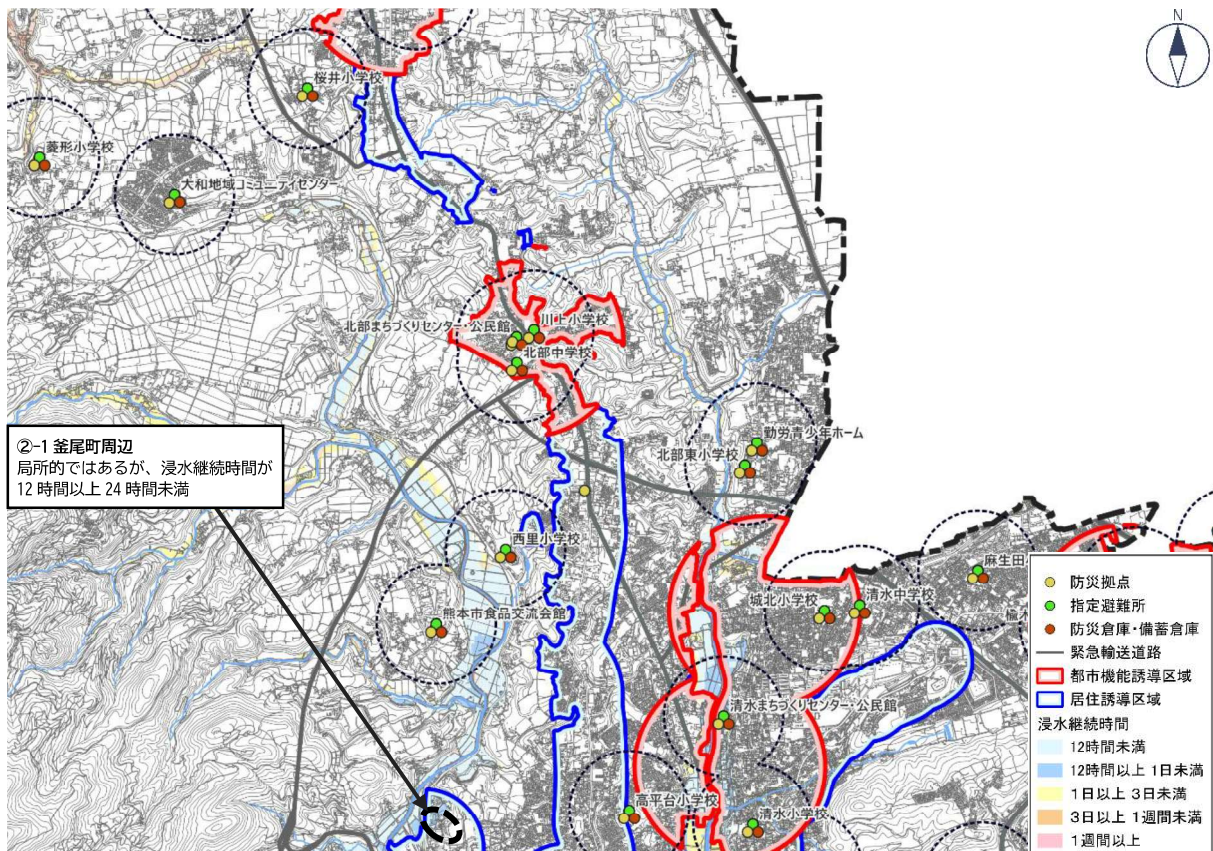 N
桜井小学校
菱形小学校
大和地域コミュニティセンター
北部まちづくりセンター・公民館
川上小学校
北部中学校
②-1 釜尾町周辺
局所的ではあるが、浸水継続時間が
12 時間以上 24 時間未満
勤労青少年ホーム
北部東小学校
西里小学校
熊本市食品交流会館
麻生田
城北小学校
清水中学校
楡木
清水まちづくりセンター・公民館
高平台小学校
清水小学校
防災拠点
指定避難所
防災倉庫・備蓄倉庫
緊急輸送道路
都市機能誘導区域
居住誘導区域
浸水継続時間
12時間未満
12時間以上 1日未満
1日以上 3日未満
3日以上 1週間未満
1週間以上